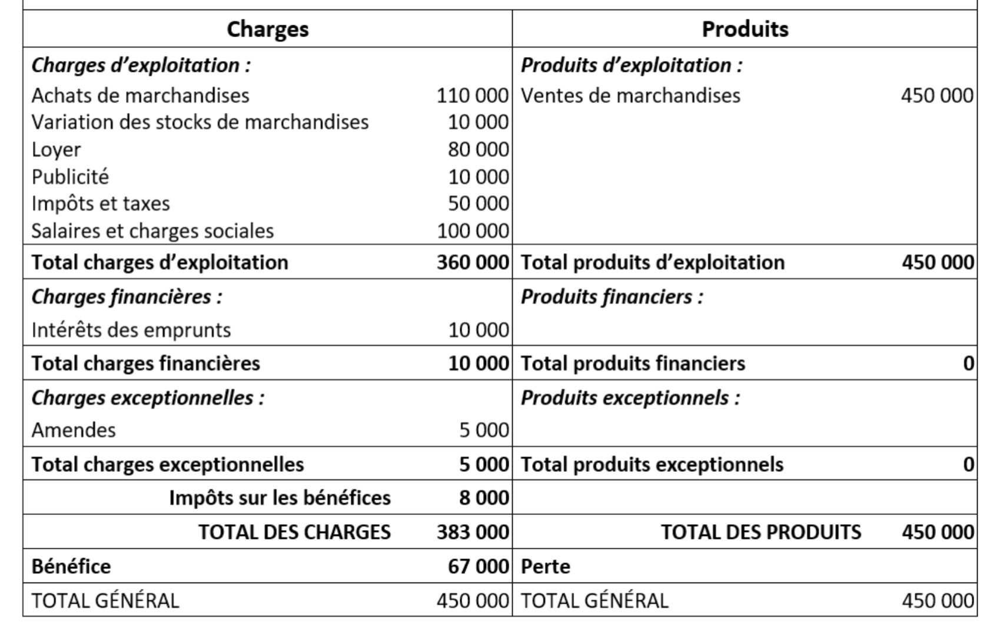 Charges Produits
Charges d’exploitation : Produits d’exploitation :
Achats de marchandises 110 000 Ventes de marchandises 450 000
Variation des stocks de marchandises 10 000
Loyer 80 000
Publicité 10 000
Impôts et taxes 50 000
Salaires et charges sociales 100 000
Total charges d’exploitation 360 000 Total produits d’exploitation 450 000
Charges financières : Produits financiers :
Intérêts des emprunts 10 000
Total charges financières 10 000 Total produits financiers 0
Charges exceptionnelles : Produits exceptionnels :
Amendes 5 000
Total charges exceptionnelles 5 000 Total produits exceptionnels 0
Impôts sur les bénéfices 8 000
TOTAL DES CHARGES 383 000 TOTAL DES PRODUITS 450 000
Bénéfice 67 000 Perte
TOTAL GÉNÉRAL 450 000 TOTAL GÉNÉRAL 450 000